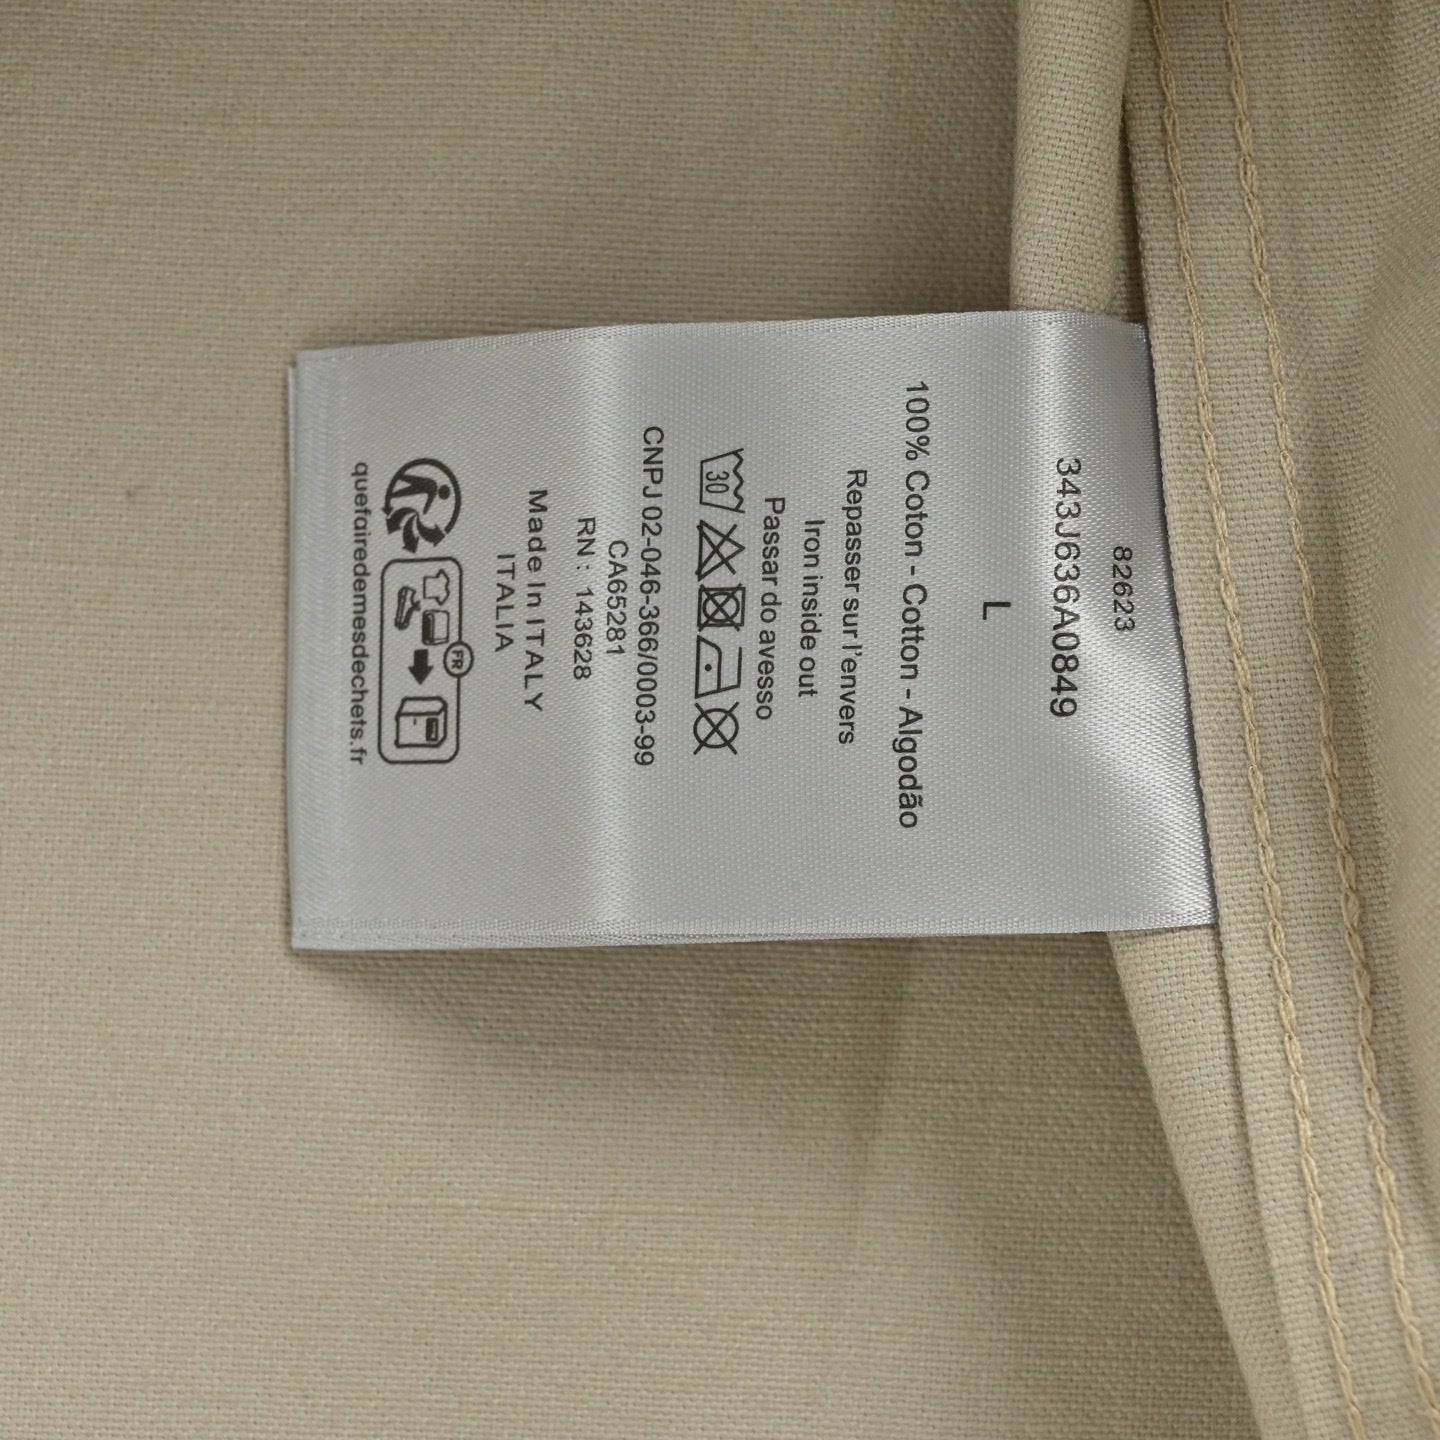 82623
343J636A0849
L
100% Coton - Cotton - Algodão
Repasser sur l'envers
Iron inside out
Passar do avesso
30
CNPJ 02-046-366/0003-99
CA65281
RN : 143628
Made In ITALY
ITALIA
FR
quefairedemesdechets.fr